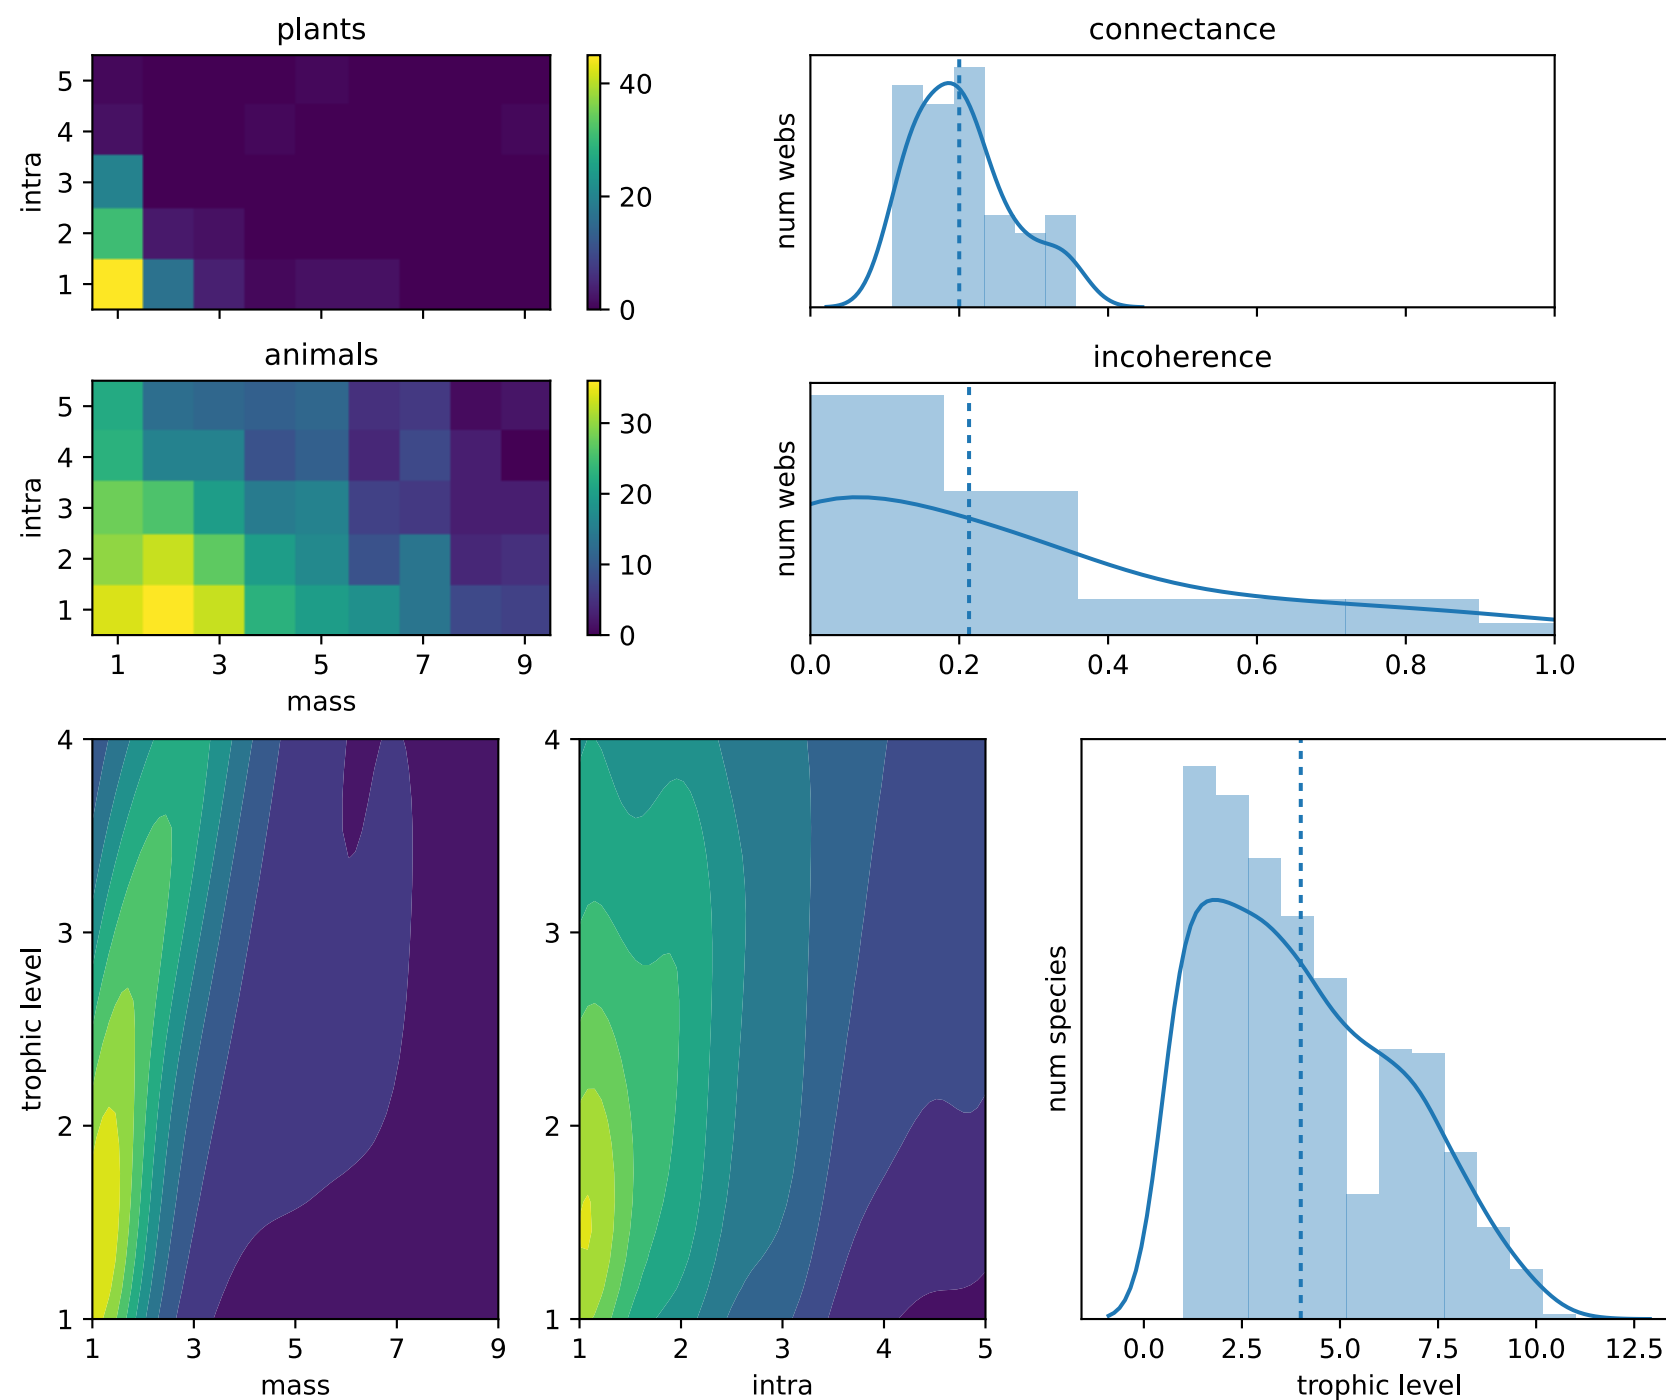 plants
intra
5
4
3
2
1
40
20
0
connectance
num webs
animals
intra
5
4
3
2
1
1 3 5 7 9
mass
30
20
10
0
incoherence
num webs
0.0 0.2 0.4 0.6 0.8 1.0
trophic level
4
3
2
1
1 3 5 7 9
mass
4
3
2
1
1 2 3 4 5
intra
num species
0.0 2.5 5.0 7.5 10.0 12.5
trophic level